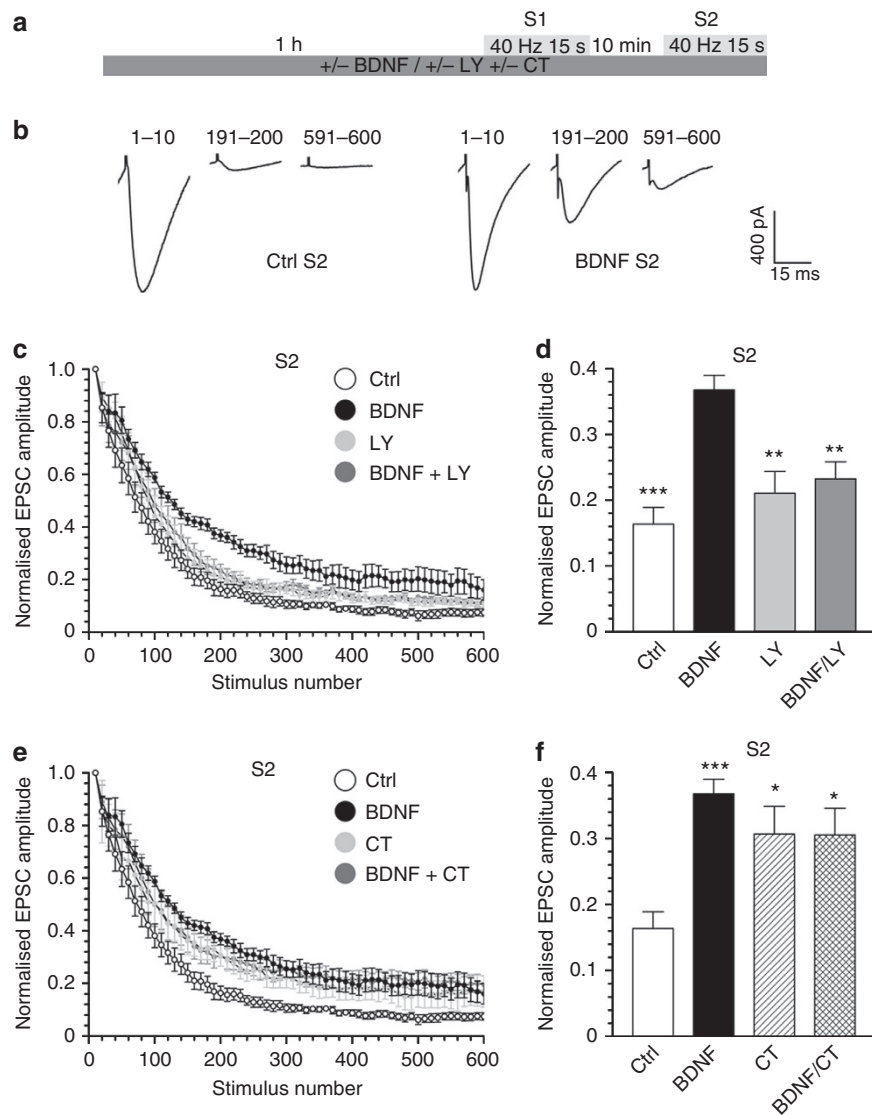 a
S1 S2
1 h 40 Hz 15 s 10 min 40 Hz 15 s
+/– BDNF / +/– LY +/– CT
b
1–10 191–200 591–600 1–10 191–200 591–600
Ctrl S2 BDNF S2
400 pA
15 ms
c
S2
Normalised EPSC amplitude
1.0
0.8
0.6
0.4
0.2
0
Ctrl
BDNF
LY
BDNF + LY
0 100 200 300 400 500 600
Stimulus number
d
S2
Normalised EPSC amplitude
0.4
0.3
0.2
0.1
0
*** ** **
Ctrl BDNF LY BDNF/LY
e
S2
Normalised EPSC amplitude
1.0
0.8
0.6
0.4
0.2
0
Ctrl
BDNF
CT
BDNF + CT
0 100 200 300 400 500 600
Stimulus number
f
S2
Normalised EPSC amplitude
0.4
0.3
0.2
0.1
0
*** * *
Ctrl BDNF CT BDNF/CT